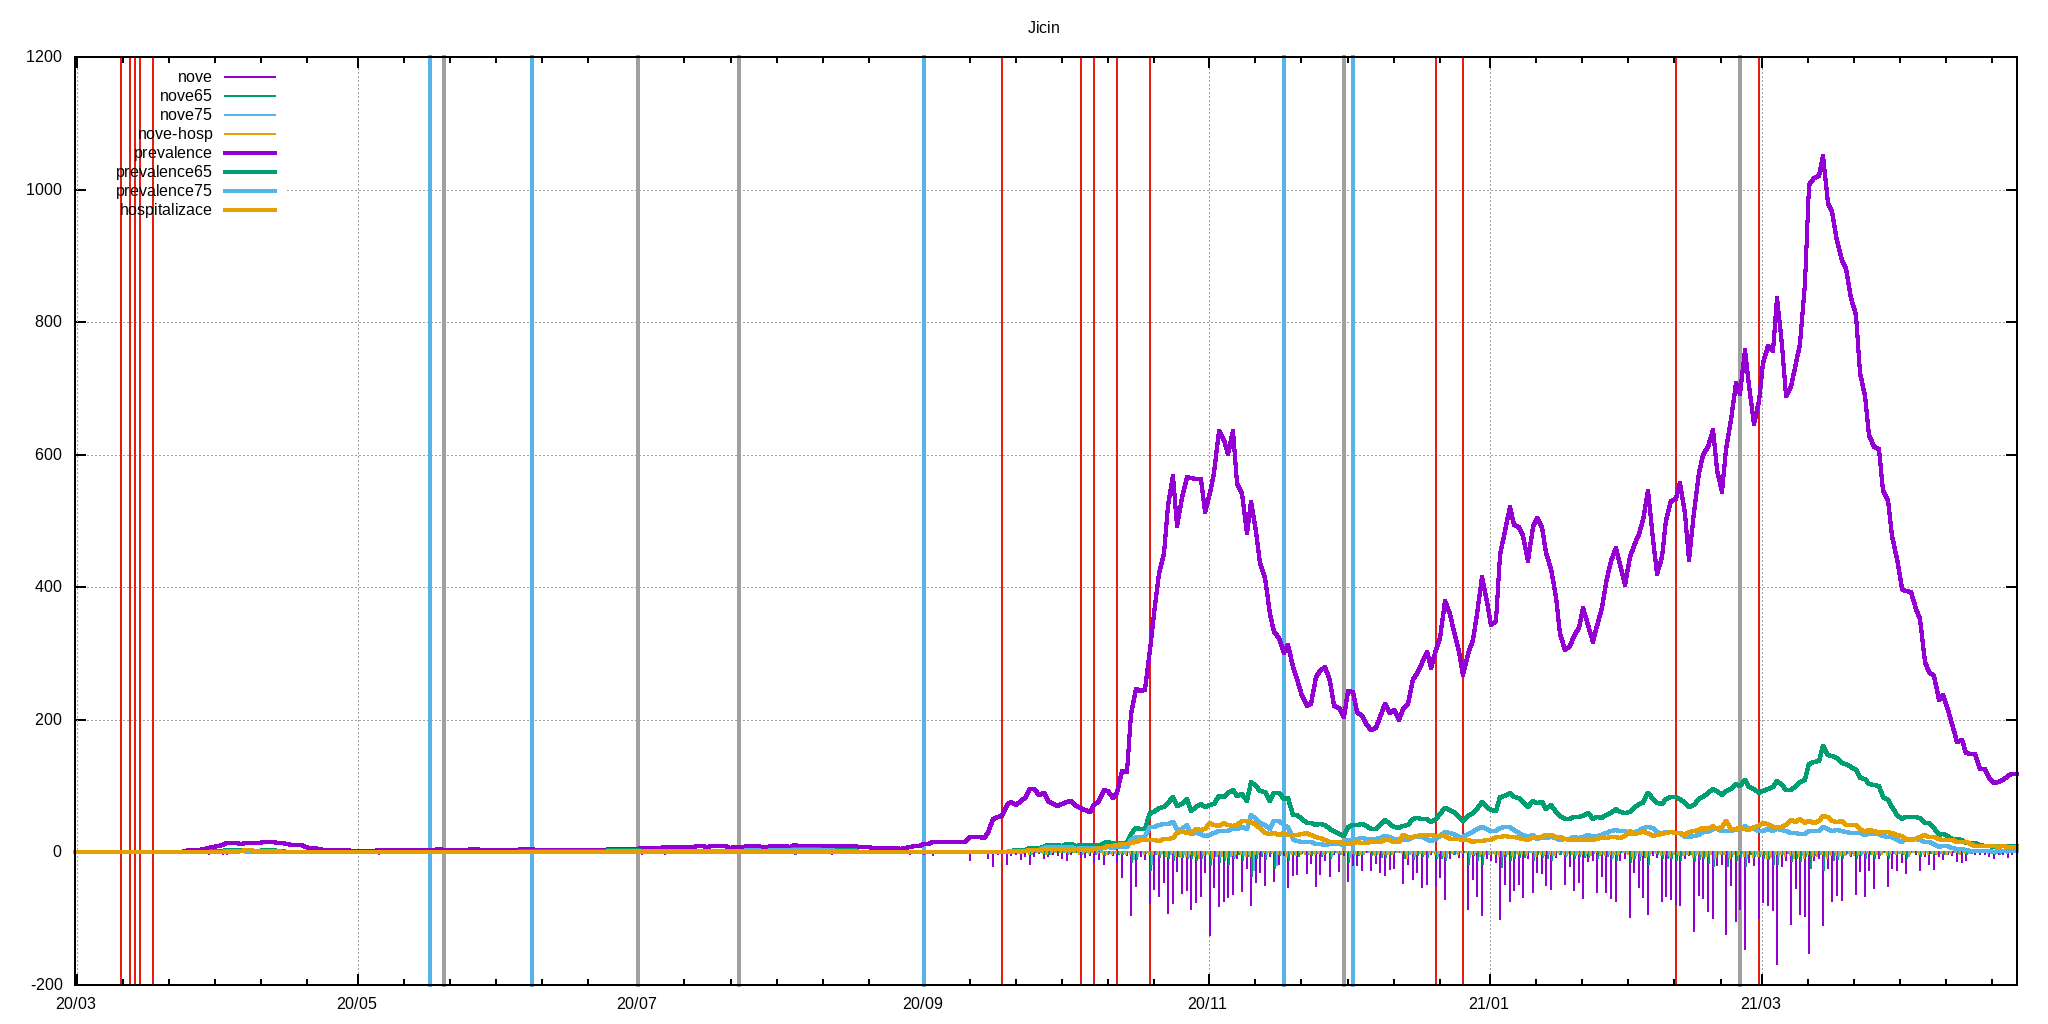 Jicin
1200
1000
800
600
400
200
0
-200
nove
nove65
nove75
nove-hosp
prevalence
prevalence65
prevalence75
hospitalizace
20/03 20/05 20/07 20/09 20/11 21/01 21/03